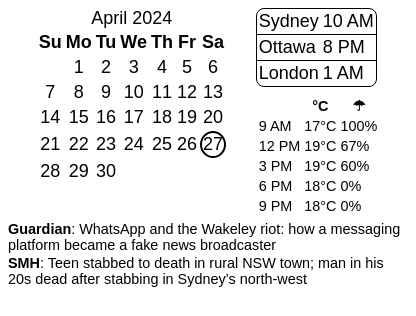 April 2024
Su Mo Tu We Th Fr Sa
1 2 3 4 5 6
7 8 9 10 11 12 13
14 15 16 17 18 19 20
21 22 23 24 25 26 27
28 29 30
Sydney 10 AM
Ottawa 8 PM
London 1 AM
°C ☂
9 AM 17°C 100%
12 PM 19°C 67%
3 PM 19°C 60%
6 PM 18°C 0%
9 PM 18°C 0%
Guardian: WhatsApp and the Wakeley riot: how a messaging
platform became a fake news broadcaster
SMH: Teen stabbed to death in rural NSW town; man in his
20s dead after stabbing in Sydney's north-west